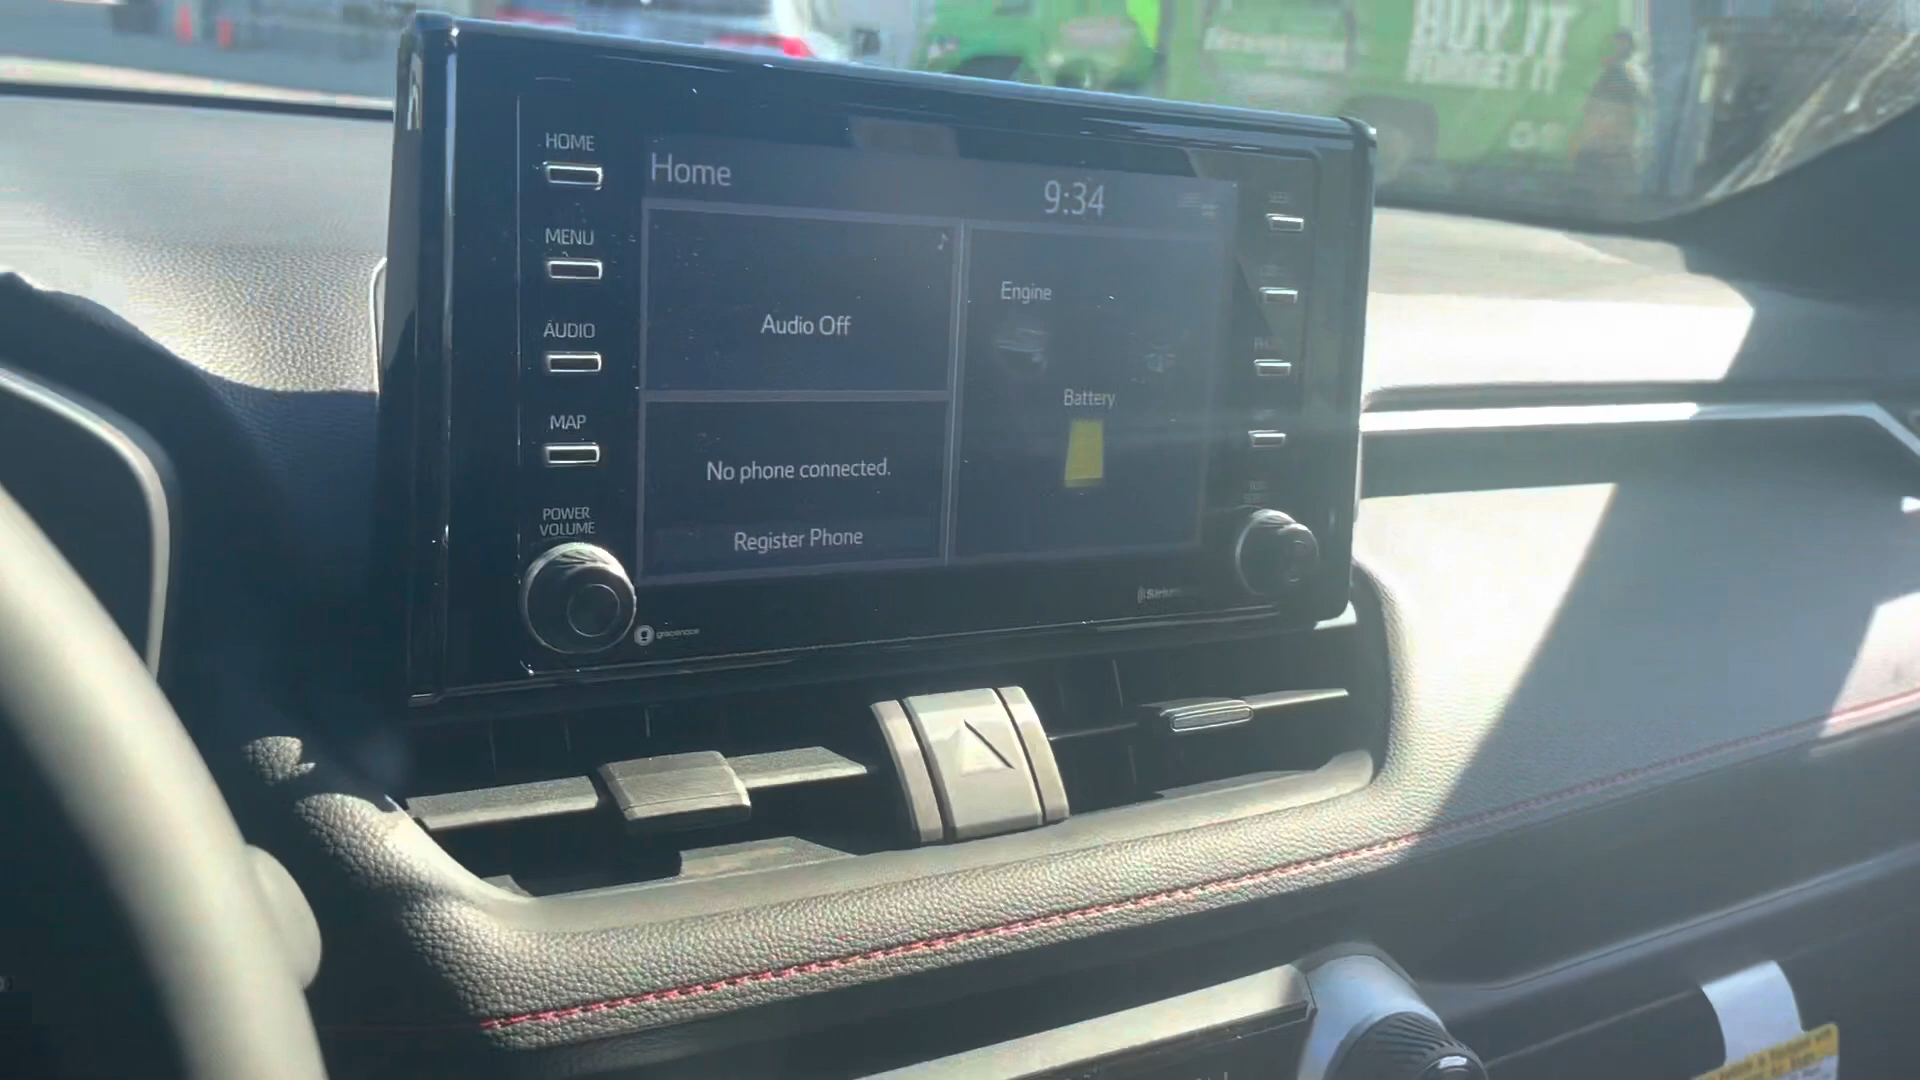 BUY IT
FORGET IT
HOME
MENU
AUDIO
MAP
POWER
VOLUME
Home
9:34
Audio Off
Engine
Battery
No phone connected.
Register Phone
gracenote